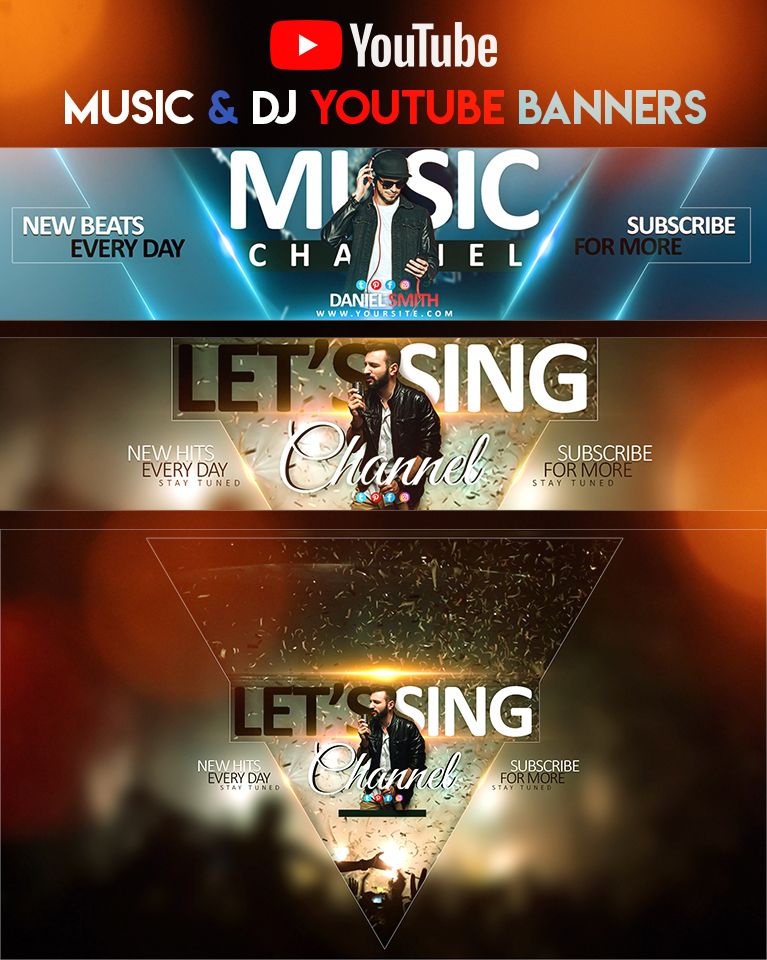 YouTube
MUSIC & DJ YOUTUBE BANNERS
MUSIC
CHANNEL
NEW BEATS
EVERY DAY
SUBSCRIBE
FOR MORE
DANIELSMITH
WWW.YOURSITE.COM
LET'S SING
Channel
NEW HITS
EVERY DAY
STAY TUNED
SUBSCRIBE
FOR MORE
STAY TUNED
LET'S SING
Channel
NEW HITS
EVERY DAY
STAY TUNED
SUBSCRIBE
FOR MORE
STAY TUNED